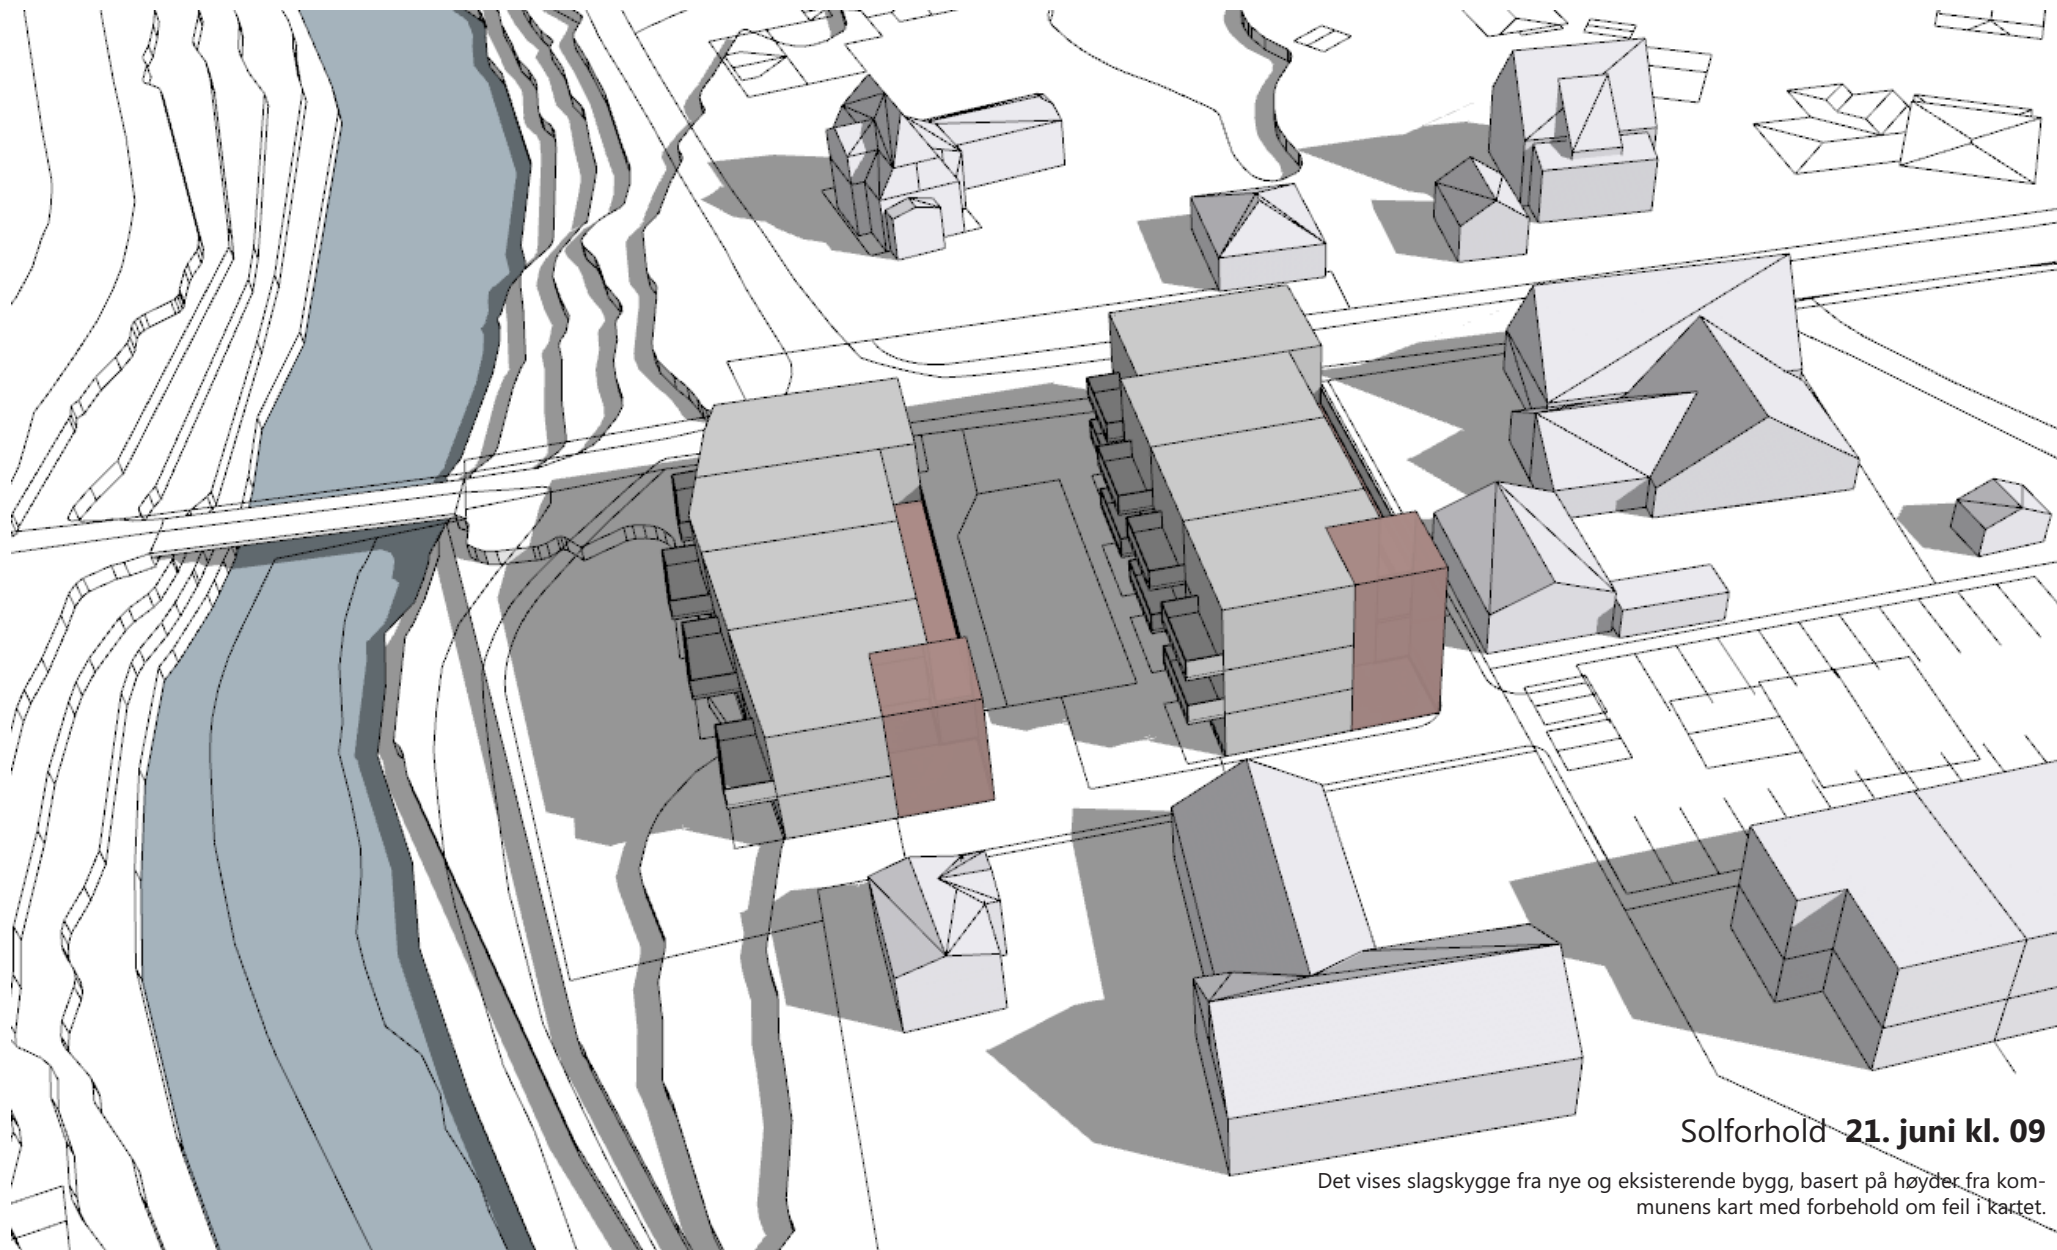 Solforhold 21. juni kl. 09
Det vises slagskygge fra nye og eksisterende bygg, basert på høyder fra kom-
munens kart med forbehold om feil i kartet.